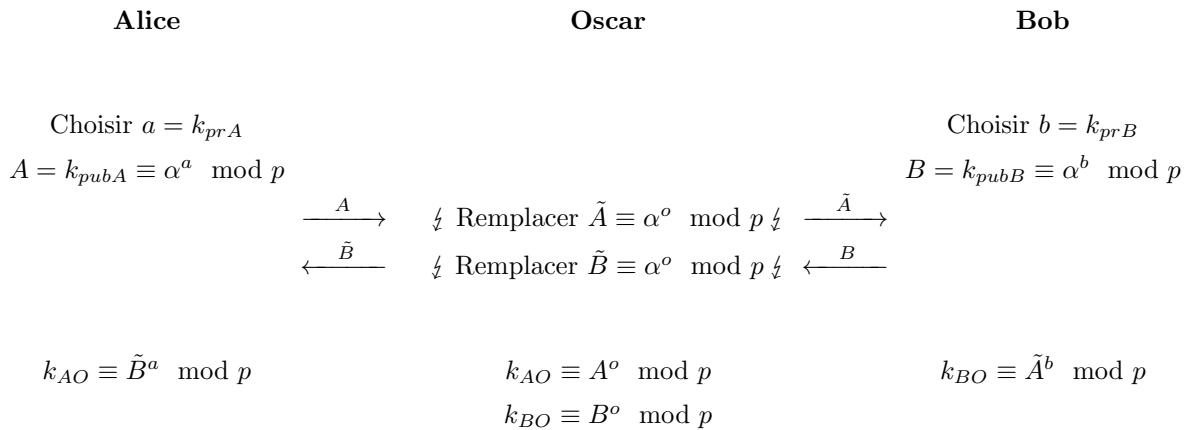 Alice Oscar Bob
Choisir a = k_{prA} Choisir b = k_{prB}
A = k_{pubA} ≡ α^a mod p B = k_{pubB} ≡ α^b mod p
A ↯ Remplacer Ã ≡ α^o mod p ↯ Ã
B̃ ↯ Remplacer B̃ ≡ α^o mod p ↯ B
k_{AO} ≡ B̃^a mod p k_{AO} ≡ A^o mod p k_{BO} ≡ Ã^b mod p
k_{BO} ≡ B^o mod p